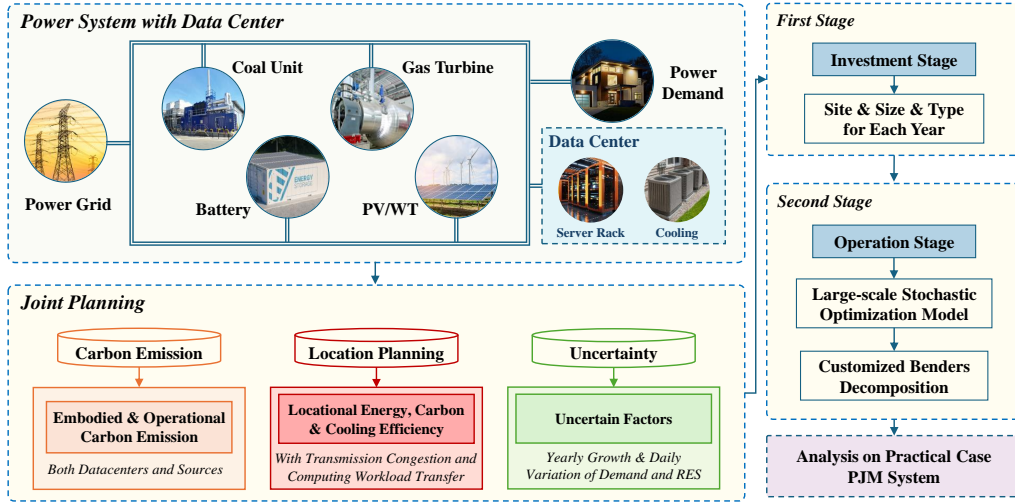 Power System with Data Center
Coal Unit
Gas Turbine
Power
Demand
Power Grid
Battery
ENERGY
STORAGE
PV/WT
Data Center
Server Rack
Cooling
Joint Planning
Carbon Emission
Embodied & Operational
Carbon Emission
Both Datacenters and Sources
Location Planning
Locational Energy, Carbon
& Cooling Efficiency
With Transmission Congestion and
Computing Workload Transfer
Uncertainty
Uncertain Factors
Yearly Growth & Daily
Variation of Demand and RES
First Stage
Investment Stage
Site & Size & Type
for Each Year
Second Stage
Operation Stage
Large-scale Stochastic
Optimization Model
Customized Benders
Decomposition
Analysis on Practical Case
PJM System